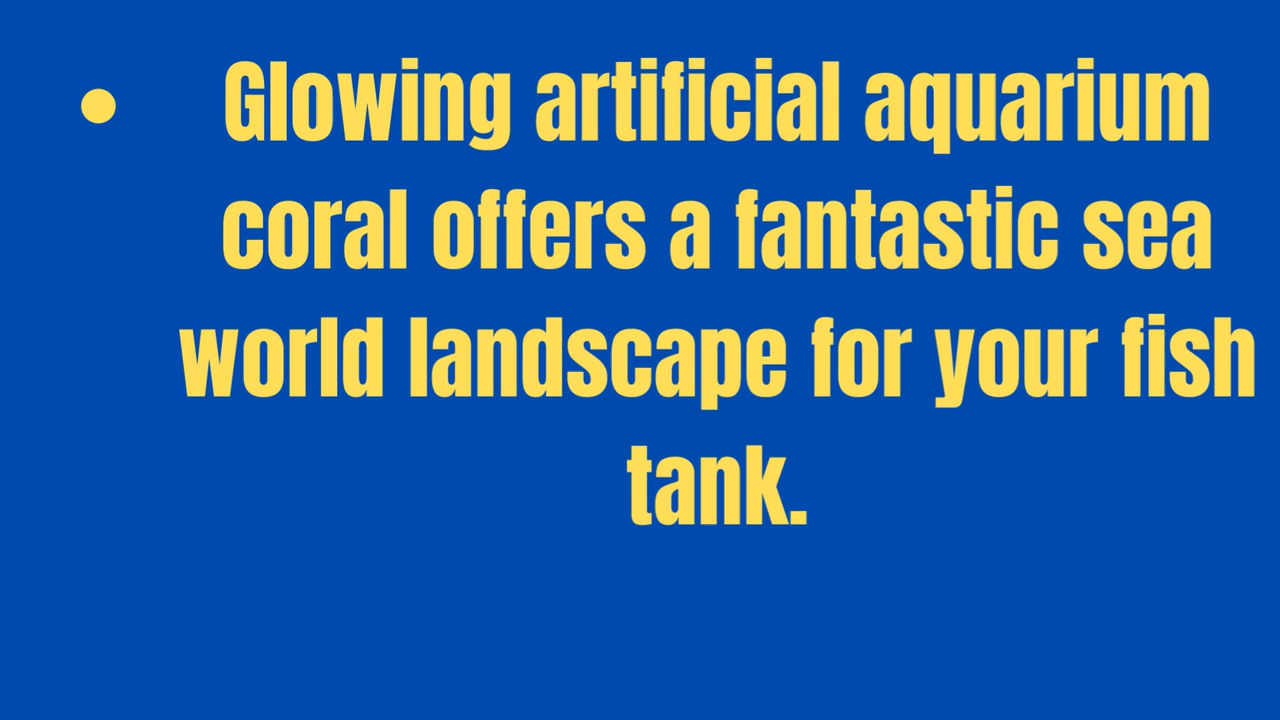 • Glowing artificial aquarium
coral offers a fantastic sea
world landscape for your fish
tank.